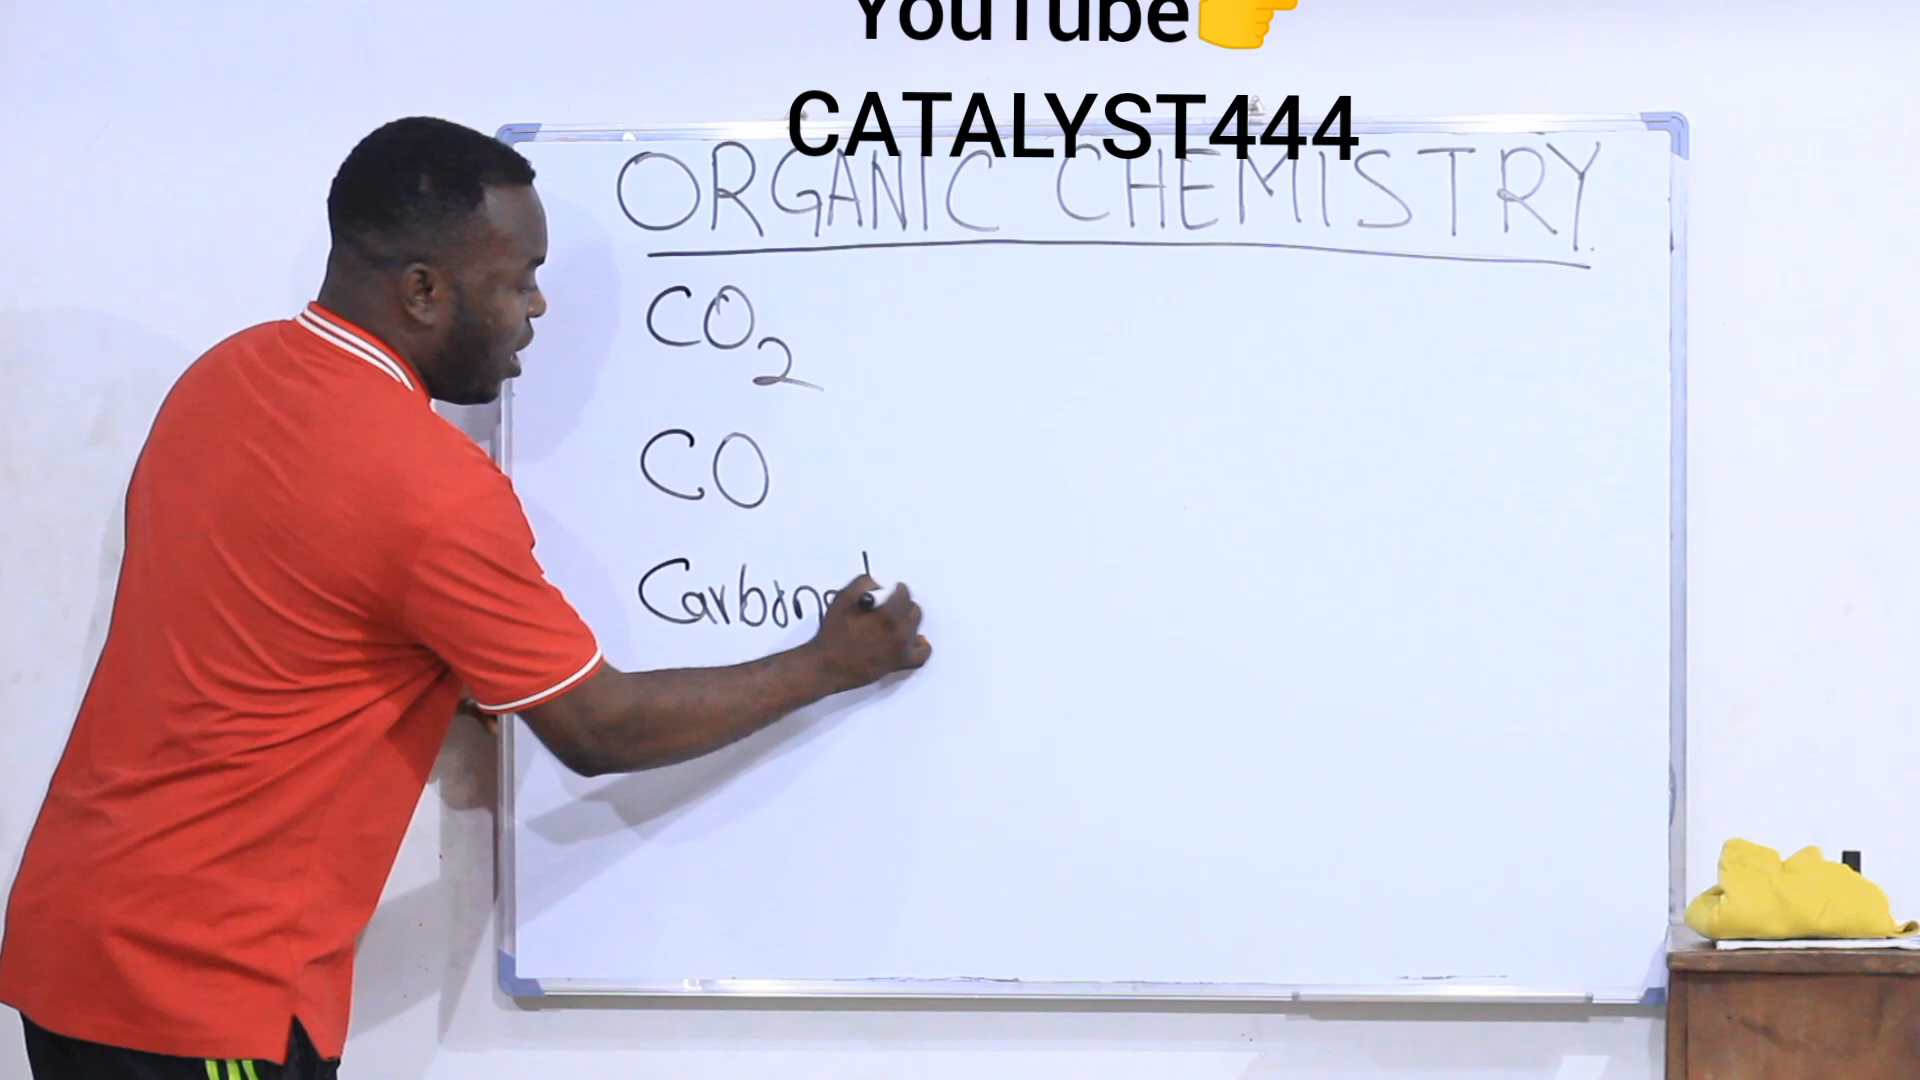 YouTube👉
CATALYST444
ORGANIC CHEMISTRY.
CO₂
CO